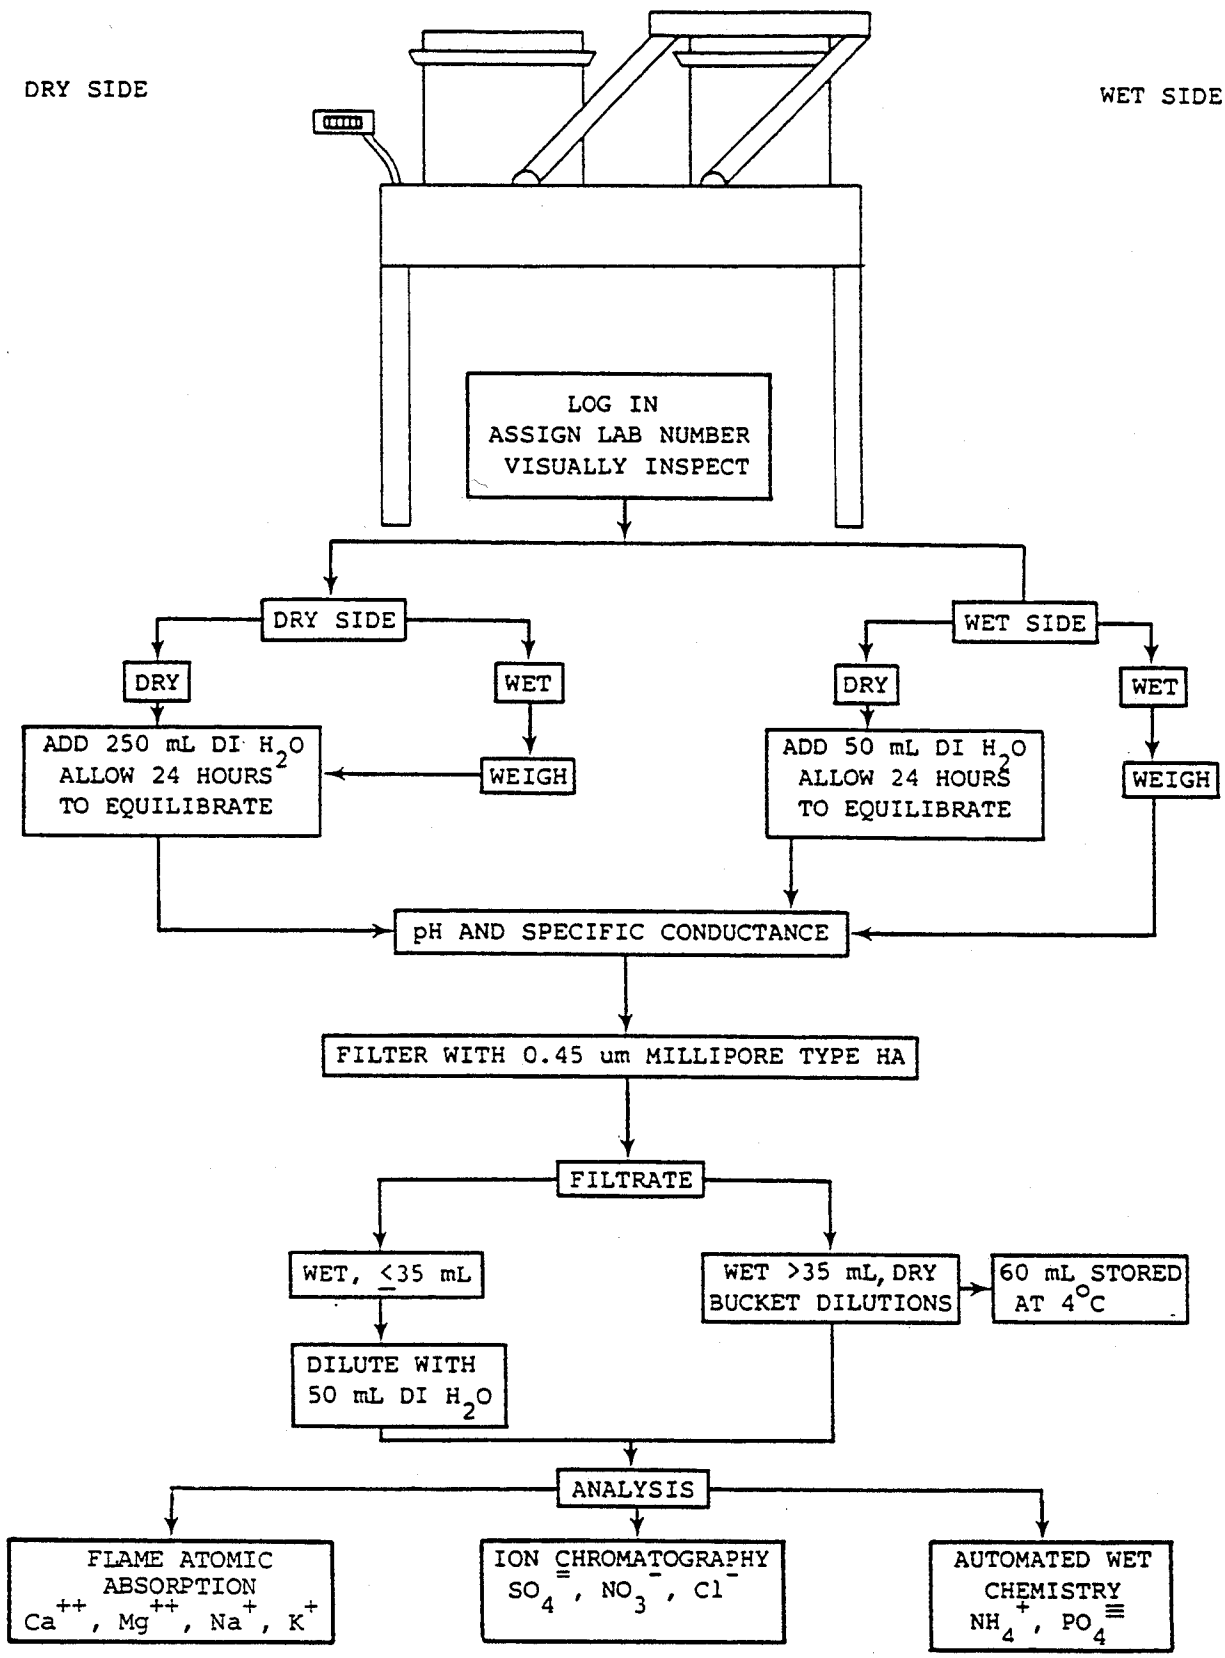 DRY SIDE
WET SIDE
LOG IN
ASSIGN LAB NUMBER
VISUALLY INSPECT
DRY SIDE
WET SIDE
DRY
WET
DRY
WET
ADD 250 mL DI H2O
ALLOW 24 HOURS
TO EQUILIBRATE
WEIGH
ADD 50 mL DI H2O
ALLOW 24 HOURS
TO EQUILIBRATE
WEIGH
pH AND SPECIFIC CONDUCTANCE
FILTER WITH 0.45 um MILLIPORE TYPE HA
FILTRATE
WET, ≤35 mL
WET >35 mL, DRY
BUCKET DILUTIONS
60 mL STORED
AT 4°C
DILUTE WITH
50 mL DI H2O
ANALYSIS
FLAME ATOMIC
ABSORPTION
Ca++, Mg++, Na+, K+
ION CHROMATOGRAPHY
SO4=, NO3-, Cl-
AUTOMATED WET
CHEMISTRY
NH4+, PO4≡